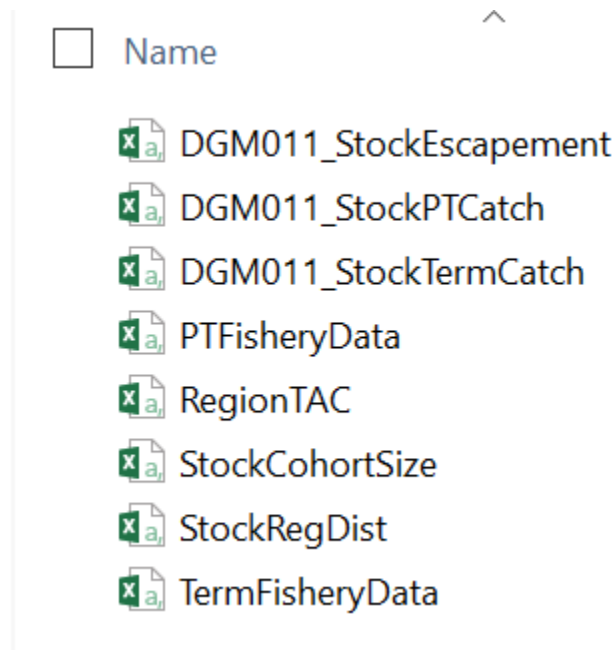 Name
DGM011_StockEscapement
DGM011_StockPTCatch
DGM011_StockTermCatch
PTFisheryData
RegionTAC
StockCohortSize
StockRegDist
TermFisheryData